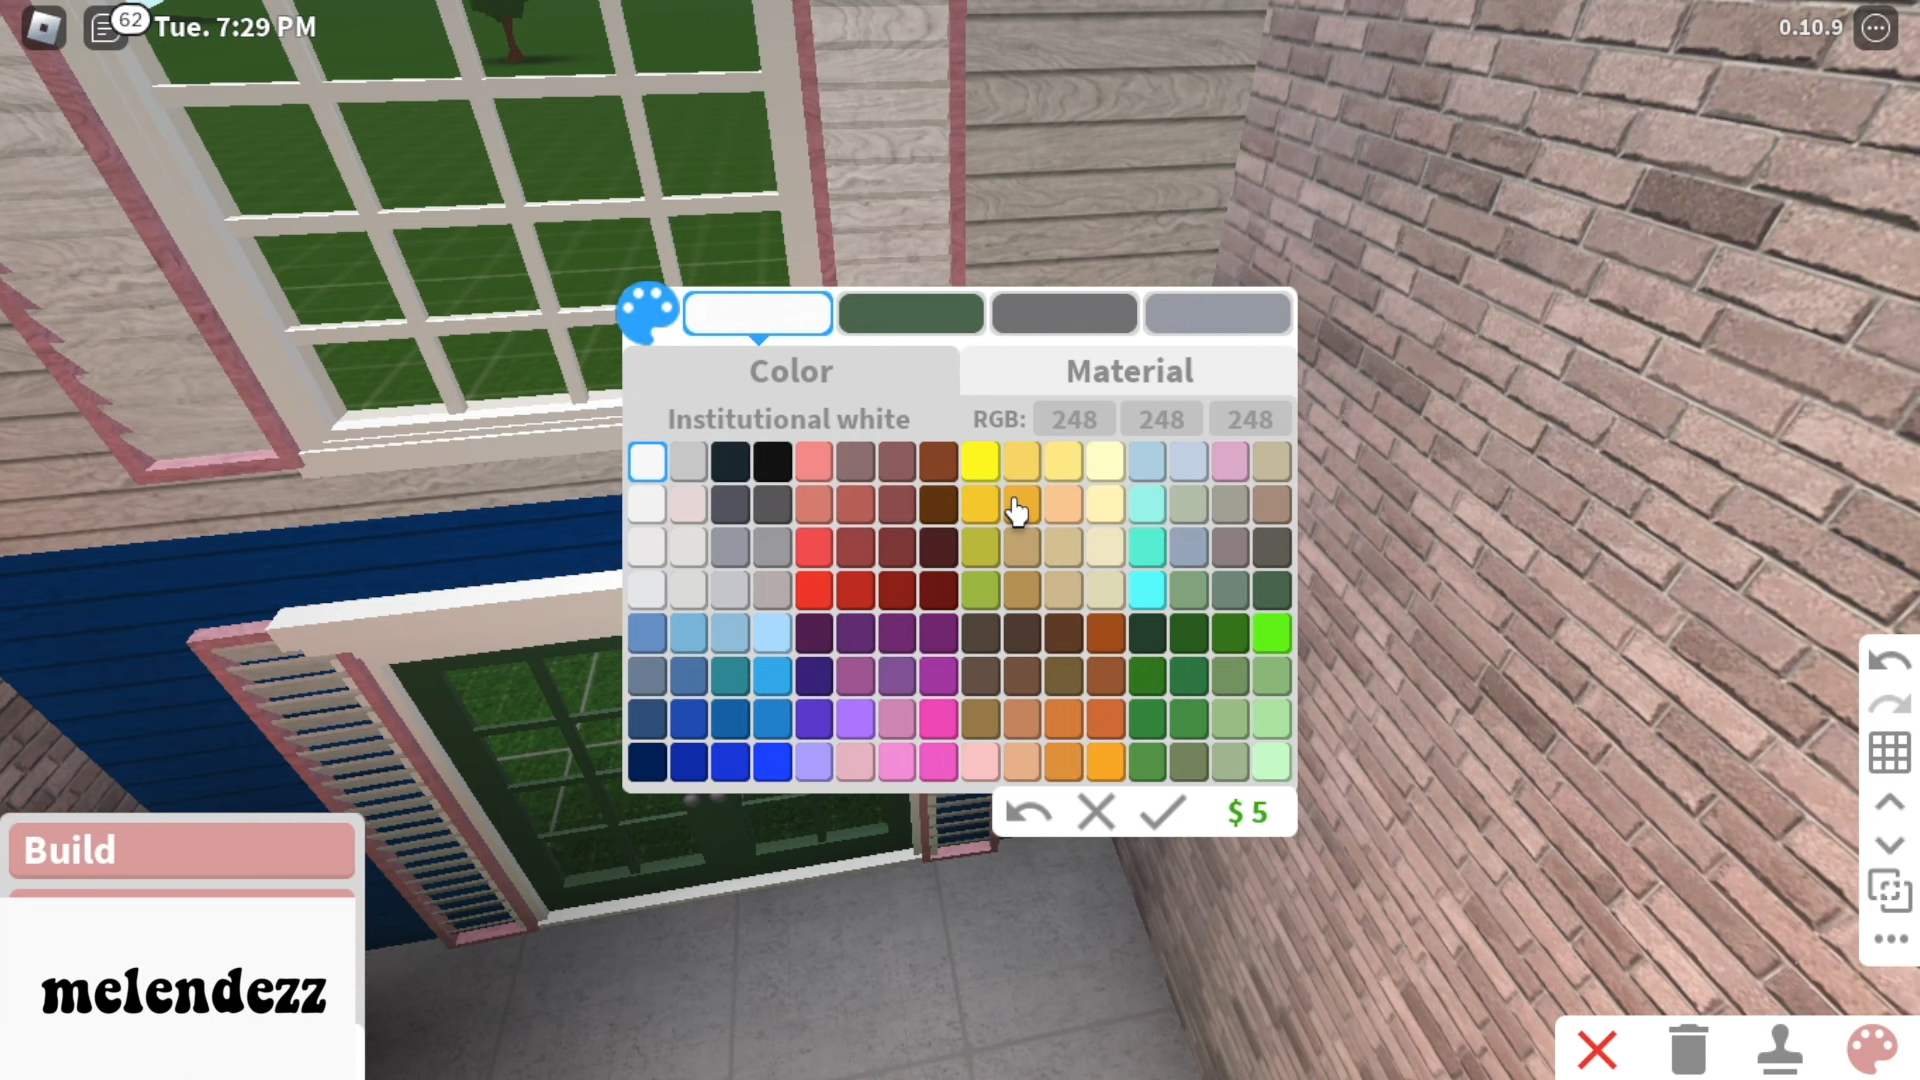 62
Tue. 7:29 PM
0.10.9
Color
Material
Institutional white
RGB: 248 248 248
$ 5
Build
melendezz